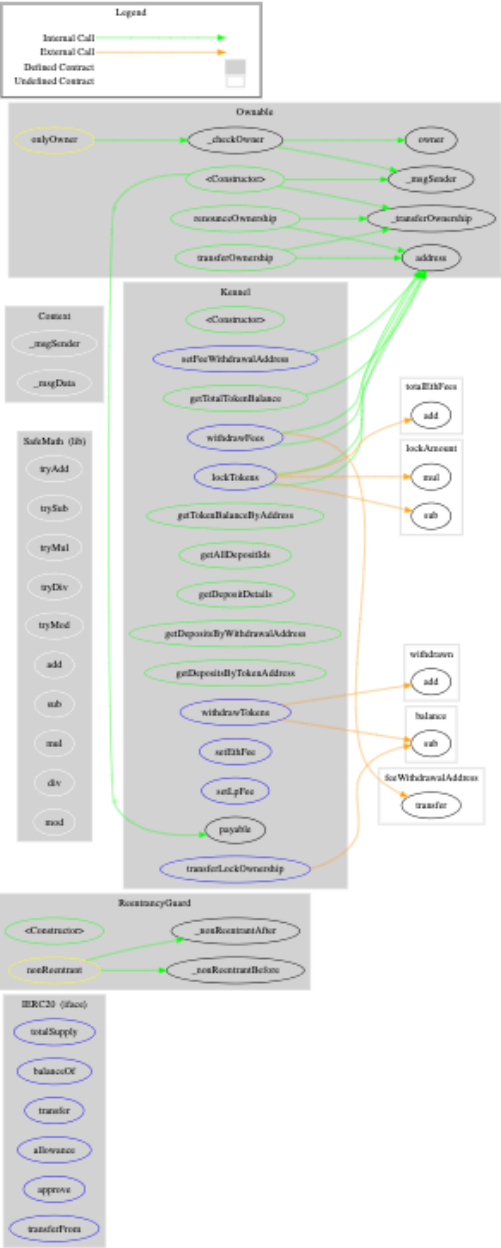 Legend
Internal Call
External Call
Defined Contract
Undefined Contract
Ownable
onlyOwner
_checkOwner
owner
<Constructor>
_msgSender
renounceOwnership
_transferOwnership
transferOwnership
address
Kennel
<Constructor>
setFeeWithdrawalAddress
getTotalTokenBalance
withdrawFees
lockTokens
getTokenBalanceByAddress
getAllDepositIds
getDepositDetails
getDepositsByWithdrawalAddress
getDepositsByTokenAddress
withdrawTokens
setEthFee
setLpFee
payable
transferLockOwnership
Context
_msgSender
_msgData
SafeMath (lib)
tryAdd
trySub
tryMul
tryDiv
tryMod
add
sub
mul
div
mod
totalEthFees
add
lockAmount
mul
sub
withdrawn
add
balance
sub
feeWithdrawalAddress
transfer
ReentrancyGuard
<Constructor>
_nonReentrantAfter
nonReentrant
_nonReentrantBefore
IERC20 (iface)
totalSupply
balanceOf
transfer
allowance
approve
transferFrom